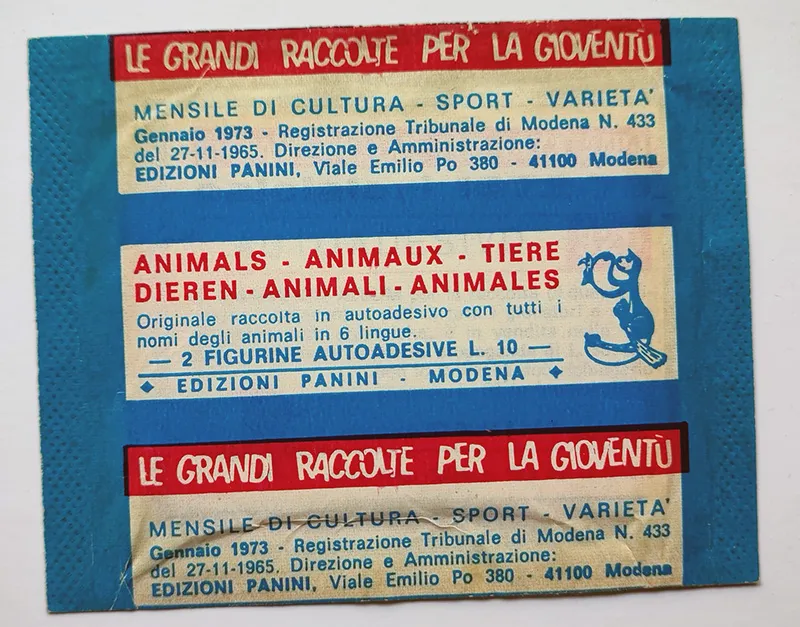 LE GRANDI RACCOLTE PER LA GIOVENTÙ
MENSILE DI CULTURA - SPORT - VARIETA'
Gennaio 1973 - Registrazione Tribunale di Modena N. 433
del 27-11-1965. Direzione e Amministrazione:
EDIZIONI PANINI, Viale Emilio Po 380 - 41100 Modena
ANIMALS - ANIMAUX - TIERE
DIEREN - ANIMALI - ANIMALES
Originale raccolta in autoadesivo con tutti i
nomi degli animali in 6 lingue.
— 2 FIGURINE AUTOADESIVE L. 10 —
◆ EDIZIONI PANINI - MODENA ◆
LE GRANDI RACCOLTE PER LA GIOVENTÙ
MENSILE DI CULTURA - SPORT - VARIETA'
Gennaio 1973 - Registrazione Tribunale di Modena N. 433
del 27-11-1965. Direzione e Amministrazione:
EDIZIONI PANINI, Viale Emilio Po 380 - 41100 Modena